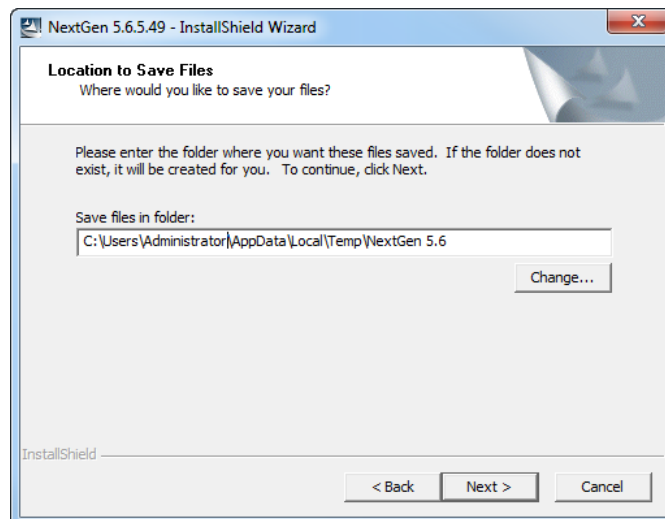 NextGen 5.6.5.49 - InstallShield Wizard
Location to Save Files
Where would you like to save your files?
Please enter the folder where you want these files saved.  If the folder does not
exist, it will be created for you.   To continue, click Next.
Save files in folder:
C:\Users\Administrator\AppData\Local\Temp\NextGen 5.6
Change...
InstallShield
< Back
Next >
Cancel